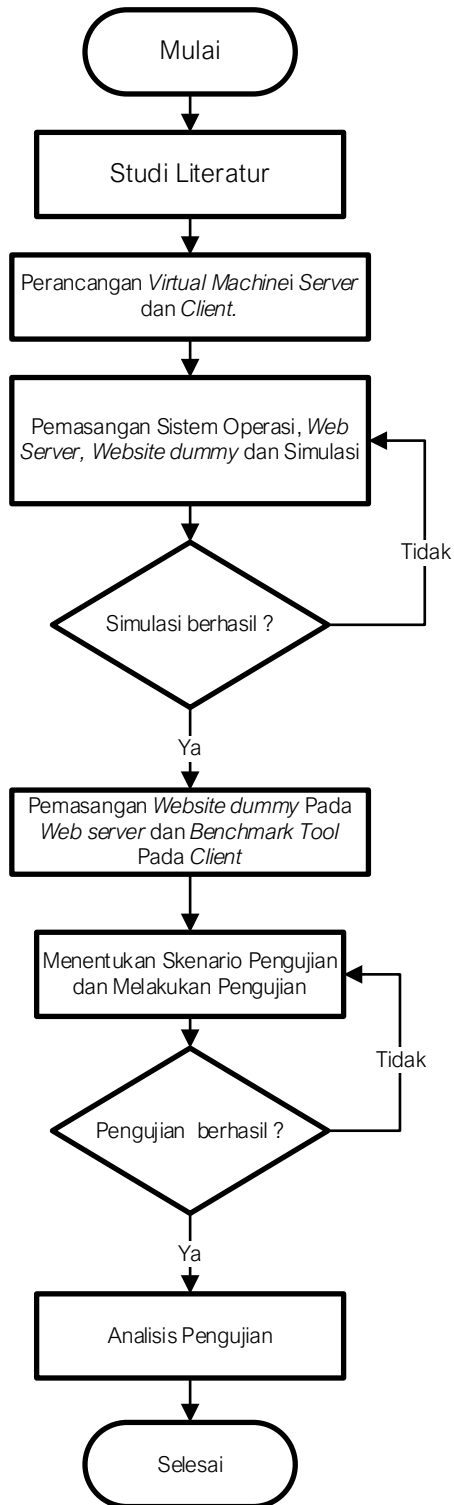 Mulai
Studi Literatur
Perancangan Virtual Machinei Server
dan Client.
Pemasangan Sistem Operasi, Web
Server, Website dummy dan Simulasi
Tidak
Simulasi berhasil ?
Ya
Pemasangan Website dummy Pada
Web server dan Benchmark Tool
Pada Client
Menentukan Skenario Pengujian
dan Melakukan Pengujian
Tidak
Pengujian berhasil ?
Ya
Analisis Pengujian
Selesai